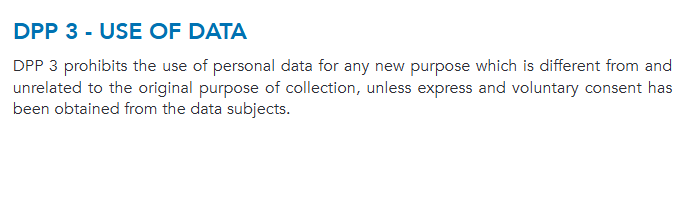 DPP 3 - USE OF DATA
DPP 3 prohibits the use of personal data for any new purpose which is different from and
unrelated to the original purpose of collection, unless express and voluntary consent has
been obtained from the data subjects.